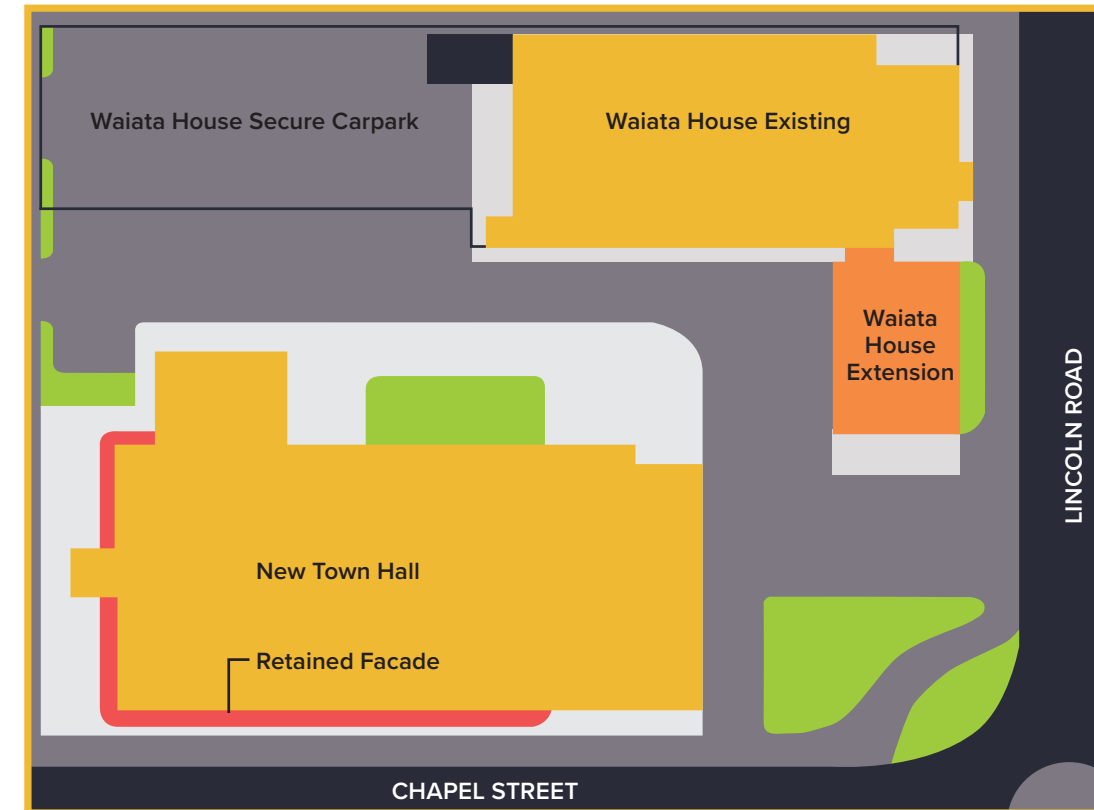 Waiata House Secure Carpark
Waiata House Existing
Waiata
House
Extension
LINCOLN ROAD
New Town Hall
Retained Facade
CHAPEL STREET